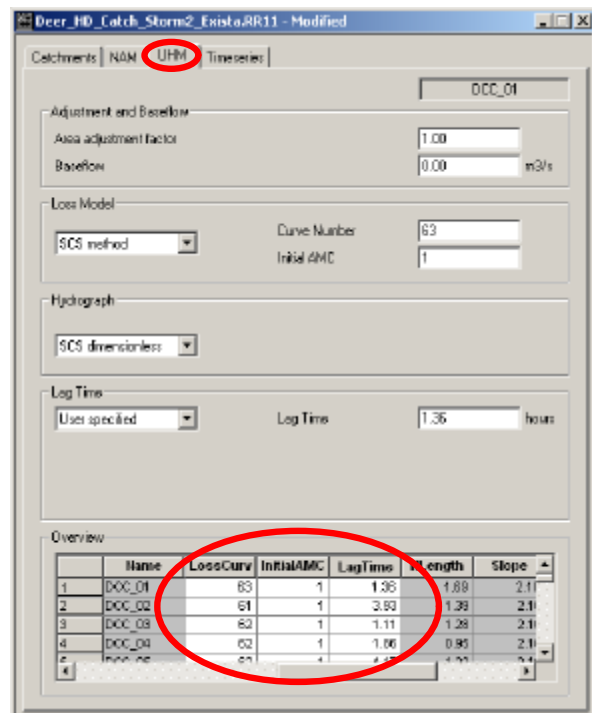 Deer_HD_Catch_Storm2_Exista.RR11 - Modified
Catchments NAM UHM Timeseries
DCC_01
Adjustment and Baseflow
Area adjustment factor 1.00
Baseflow 0.00 m3/s
Loss Model
SCS method Curve Number 63
Initial AMC 1
Hydrograph
SCS dimensionless
Lag Time
User specified Lag Time 1.36 hours
Overview
Name LossCurv InitialAMC LagTime Slope
1 DCC_01 63 1 1.36 1.69
2 DCC_02 61 1 3.93 1.39
3 DCC_03 62 1 1.11 1.28
4 DCC_04 62 1 1.86 0.95